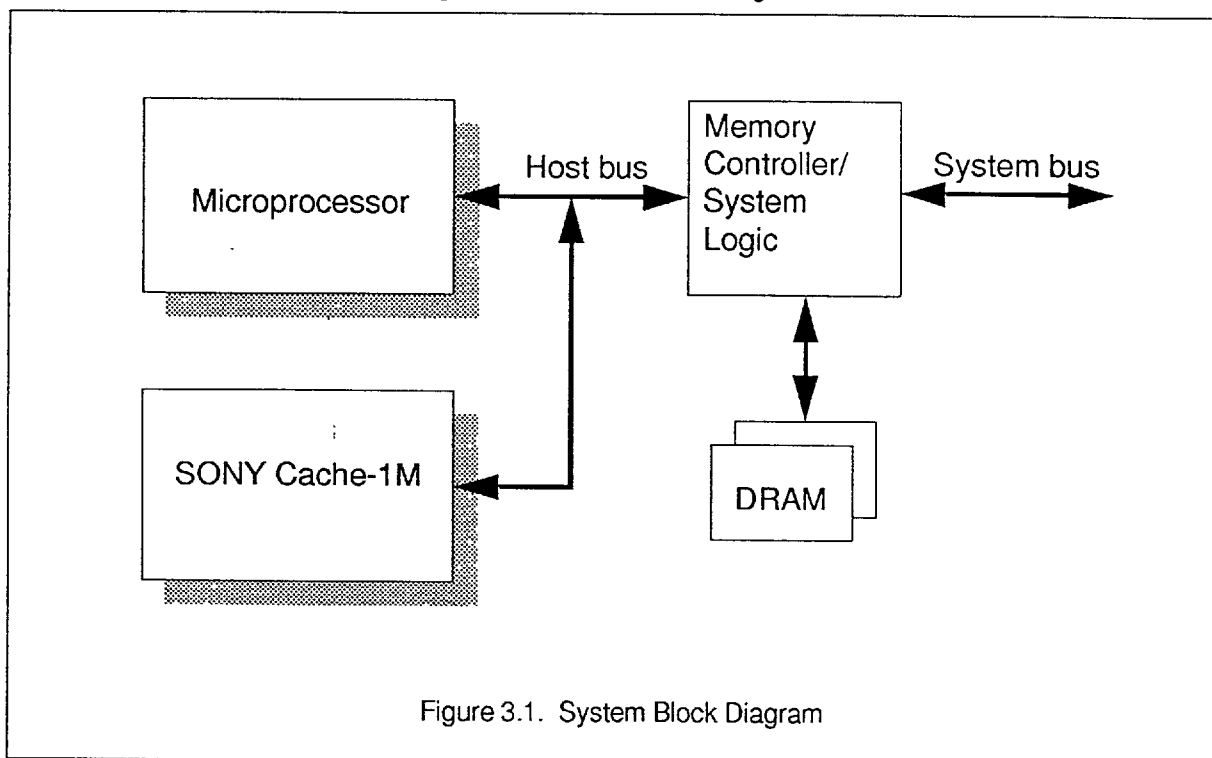 Microprocessor
Host bus
Memory
Controller/
System
Logic
System bus
SONY Cache-1M
DRAM
Figure 3.1. System Block Diagram